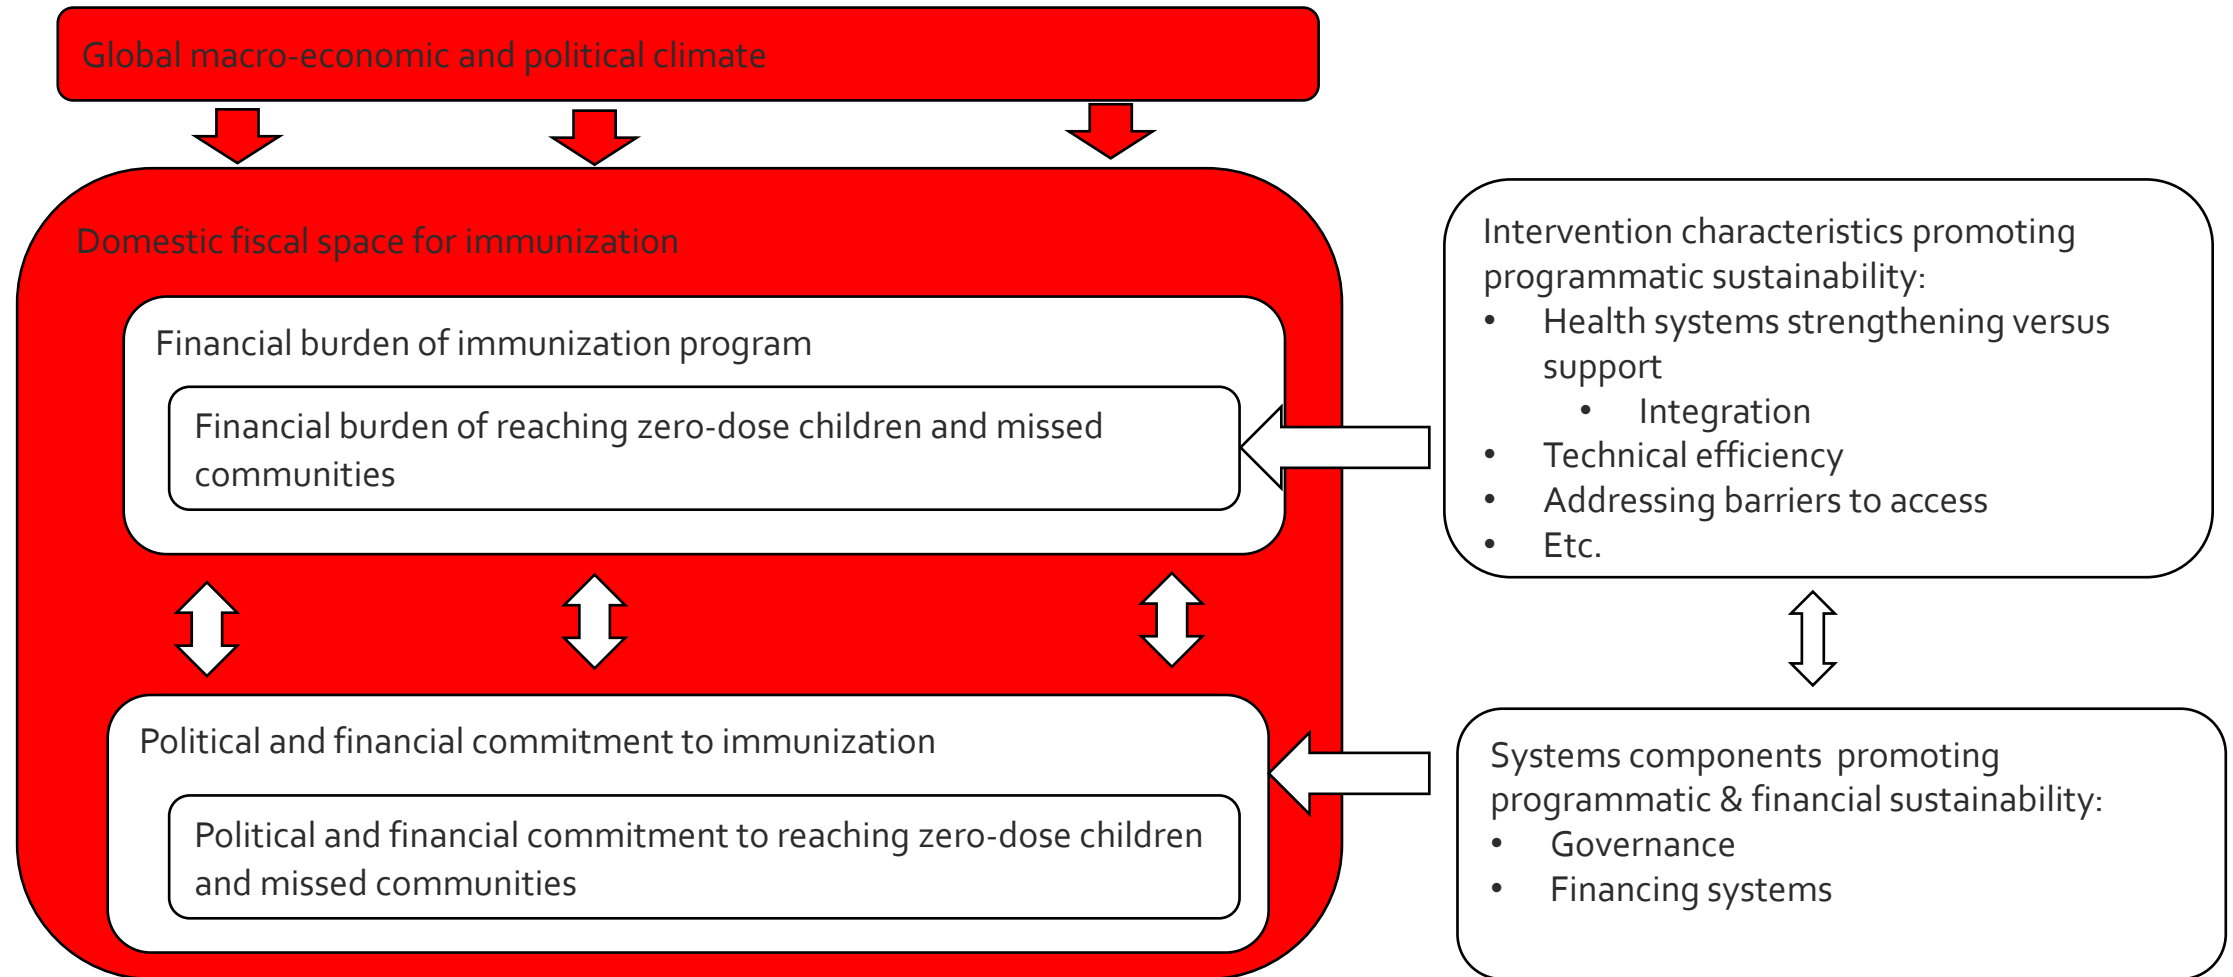 Global macro-economic and political climate
Domestic fiscal space for immunization
Financial burden of immunization program
Financial burden of reaching zero-dose children and missed
communities
Political and financial commitment to immunization
Political and financial commitment to reaching zero-dose children
and missed communities
Intervention characteristics promoting
programmatic sustainability:
• Health systems strengthening versus
support
• Integration
• Technical efficiency
• Addressing barriers to access
• Etc.
Systems components promoting
programmatic & financial sustainability:
• Governance
• Financing systems